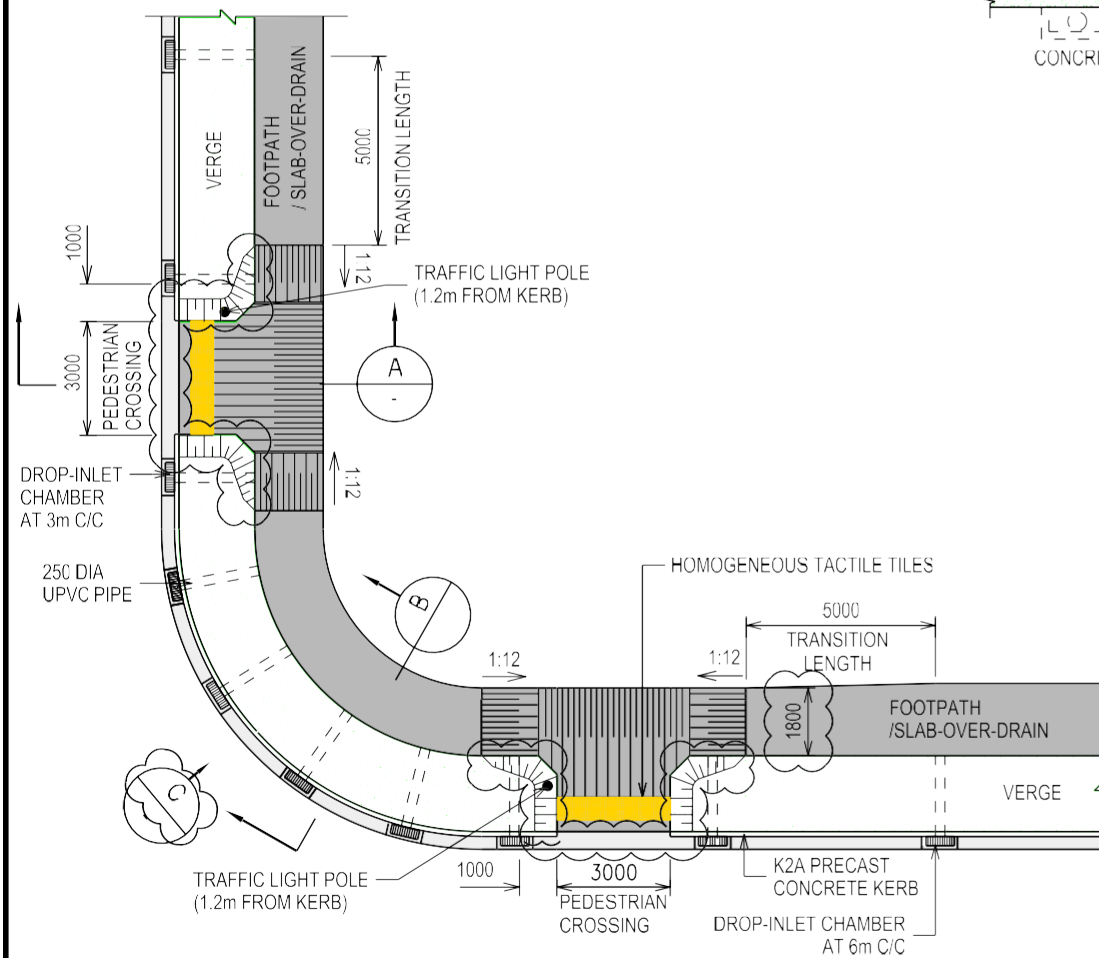 CONCRE
VERGE
FOOTPATH
/ SLAB-OVER-DRAIN
5000
TRANSITION LENGTH
1000
1:12
TRAFFIC LIGHT POLE
(1.2m FROM KERB)
3000
PEDESTRIAN
CROSSING
A
-
1:12
DROP-INLET
CHAMBER
AT 3m C/C
250 DIA
UPVC PIPE
B
HOMOGENEOUS TACTILE TILES
5000
TRANSITION
LENGTH
1:12
1:12
1800
FOOTPATH
/SLAB-OVER-DRAIN
VERGE
C
TRAFFIC LIGHT POLE
(1.2m FROM KERB)
1000
3000
PEDESTRIAN
CROSSING
K2A PRECAST
CONCRETE KERB
DROP-INLET CHAMBER
AT 6m C/C